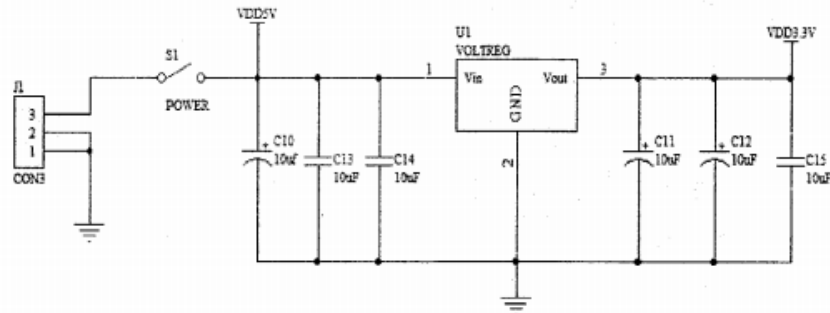 VDD5V
U1
VOLTREG
VDD3.3V
S1
POWER
J1
3
2
1
CON3
1
Vin
Vout
3
GND
2
C10
10uf
C13
10uF
C14
10uF
C11
10uF
C12
10uF
C15
10uF